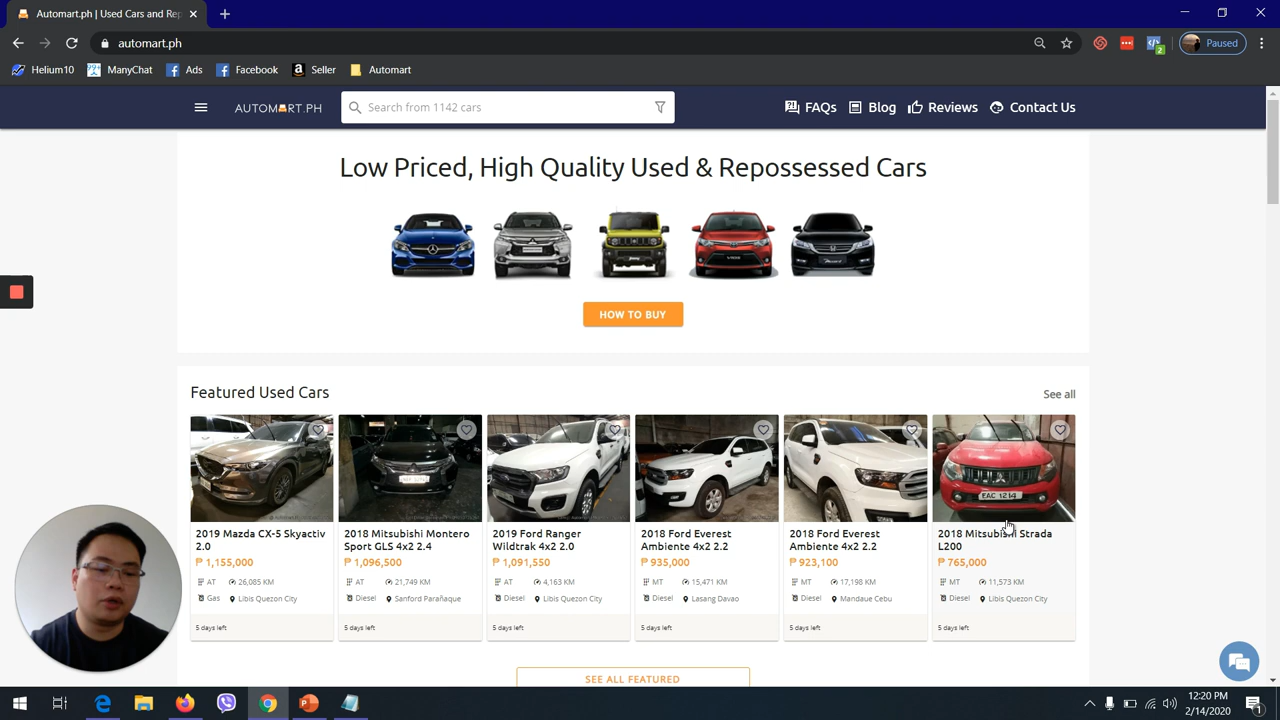 Automart.ph | Used Cars and Rep
automart.ph
Paused
Helium10
ManyChat
Ads
Facebook
Seller
Automart
2
AUTOMART.PH
Search from 1142 cars
FAQs
Blog
Reviews
Contact Us
Low Priced, High Quality Used & Repossessed Cars
HOW TO BUY
Featured Used Cars
See all
EAC 1214
2019 Mazda CX-5 Skyactiv
2.0
₱ 1,155,000
AT
26,085 KM
Gas
Libis Quezon City
5 days left
2018 Mitsubishi Montero
Sport GLS 4x2 2.4
₱ 1,096,500
AT
21,749 KM
Diesel
Sanford Parañaque
5 days left
2019 Ford Ranger
Wildtrak 4x2 2.0
₱ 1,091,550
AT
4,163 KM
Diesel
Libis Quezon City
5 days left
2018 Ford Everest
Ambiente 4x2 2.2
₱ 935,000
MT
15,471 KM
Diesel
Lasang Davao
5 days left
2018 Ford Everest
Ambiente 4x2 2.2
₱ 923,100
MT
17,198 KM
Diesel
Mandaue Cebu
5 days left
2018 Mitsubishi Strada
L200
₱ 765,000
MT
11,573 KM
Diesel
Libis Quezon City
5 days left
SEE ALL FEATURED
12:20 PM
2/14/2020
1